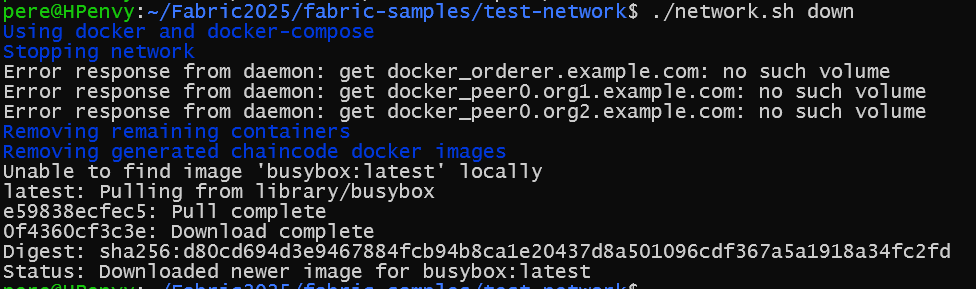 pere@HPenvy:~/Fabric2025/fabric-samples/test-network$ ./network.sh down
Using docker and docker-compose
Stopping network
Error response from daemon: get docker_orderer.example.com: no such volume
Error response from daemon: get docker_peer0.org1.example.com: no such volume
Error response from daemon: get docker_peer0.org2.example.com: no such volume
Removing remaining containers
Removing generated chaincode docker images
Unable to find image 'busybox:latest' locally
latest: Pulling from library/busybox
e59838ecfec5: Pull complete
0f4360cf3c3e: Download complete
Digest: sha256:d80cd694d3e9467884fcb94b8ca1e20437d8a501096cdf367a5a1918a34fc2fd
Status: Downloaded newer image for busybox:latest
pere@HPenvy:~/Fabric2025/fabric-samples/test-network$